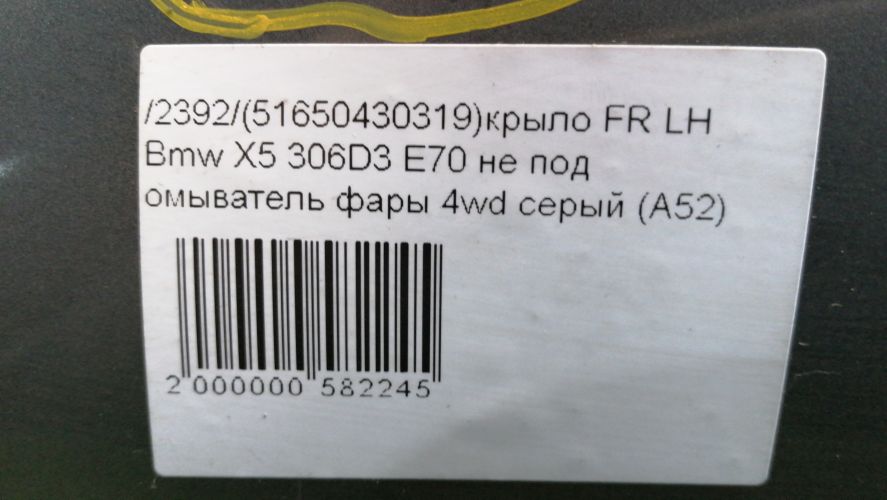 /2392/(51650430319)крыло FR LH
Bmw X5 306D3 E70 не под
омыватель фары 4wd серый (A52)
2 000000 582245